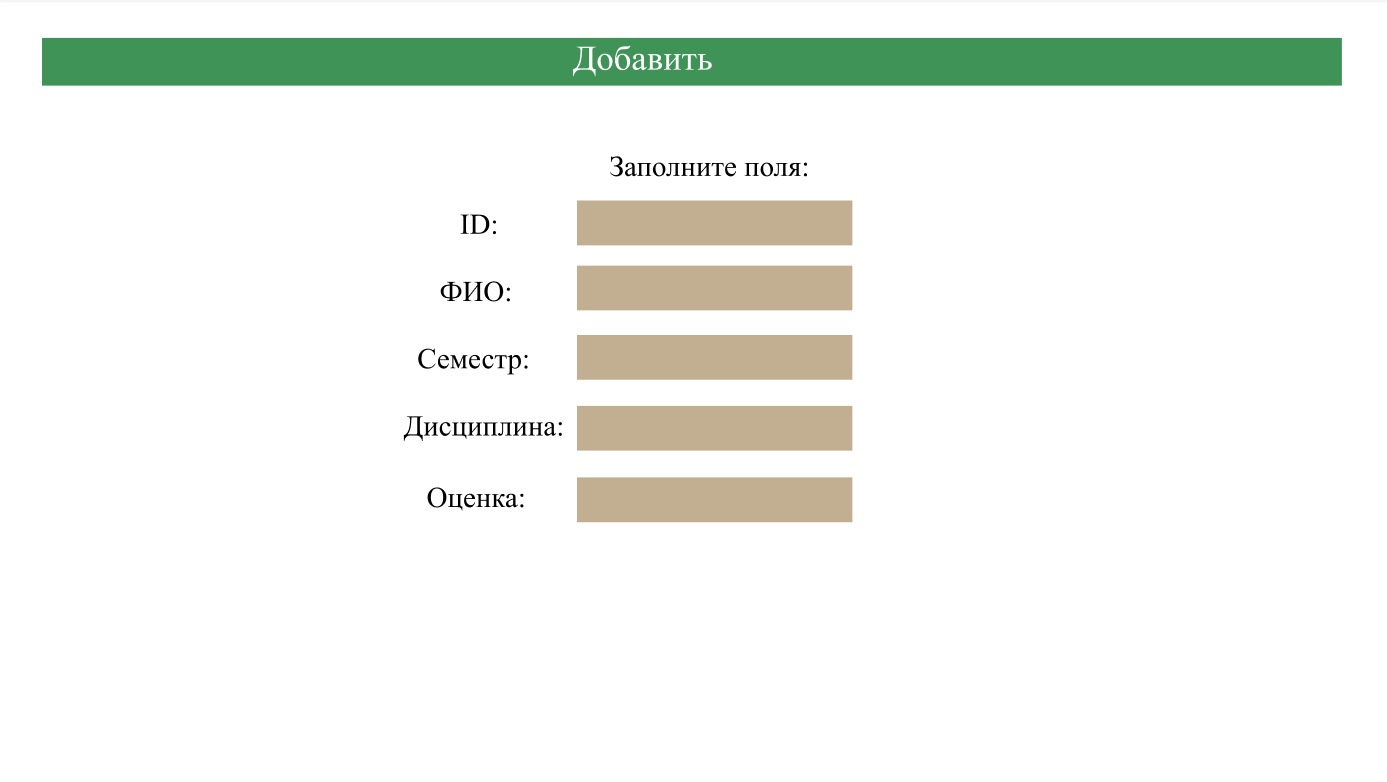 Добавить
Заполните поля:
ID:
ФИО:
Семестр:
Дисциплина:
Оценка: